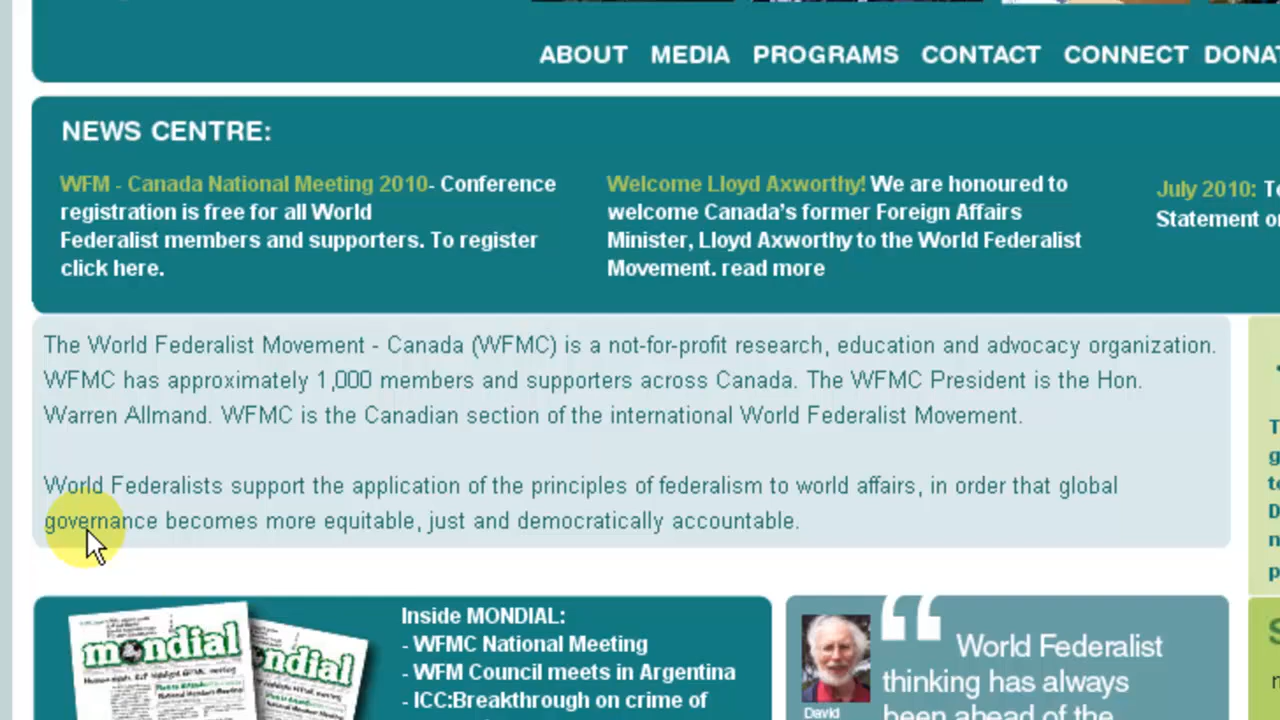 ABOUT MEDIA PROGRAMS CONTACT CONNECT DONA
NEWS CENTRE:
WFM - Canada National Meeting 2010- Conference
registration is free for all World
Federalist members and supporters. To register
click here.
Welcome Lloyd Axworthy! We are honoured to
welcome Canada's former Foreign Affairs
Minister, Lloyd Axworthy to the World Federalist
Movement. read more
July 2010:
Statement
The World Federalist Movement - Canada (WFMC) is a not-for-profit research, education and advocacy organization.
WFMC has approximately 1,000 members and supporters across Canada. The WFMC President is the Hon.
Warren Allmand. WFMC is the Canadian section of the international World Federalist Movement.
World Federalists support the application of the principles of federalism to world affairs, in order that global
governance becomes more equitable, just and democratically accountable.
mondial
ndial
Inside MONDIAL:
- WFMC National Meeting
- WFM Council meets in Argentina
- ICC:Breakthrough on crime of
David
“ World Federalist
thinking has always
been ahead of the